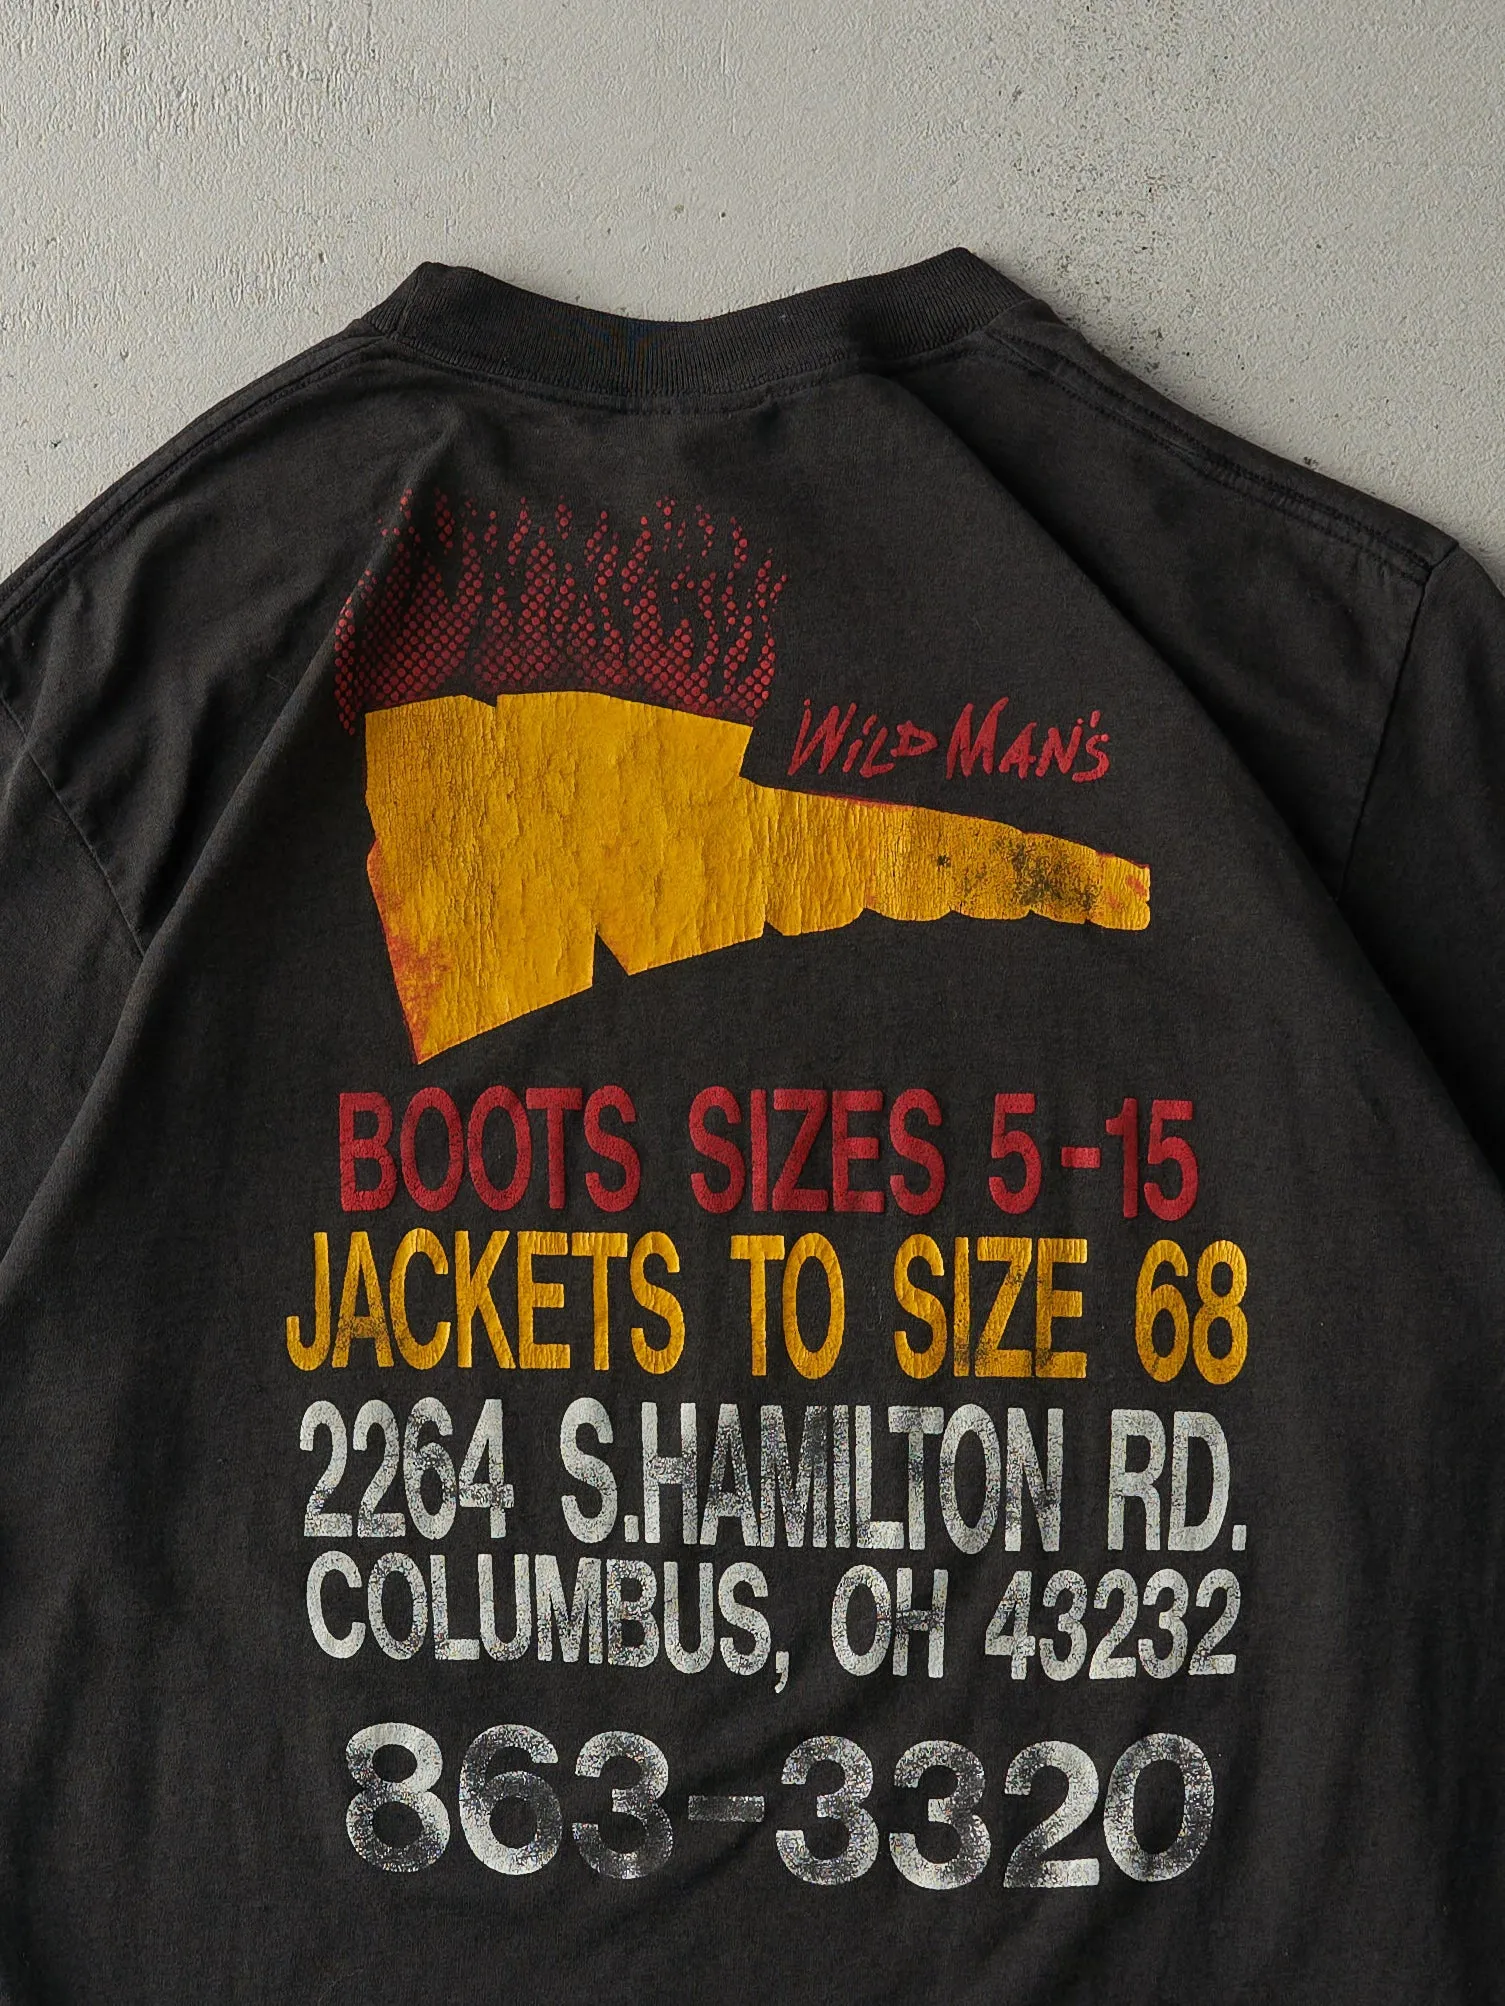 WILD MAN'S
BOOTS SIZES 5-15
JACKETS TO SIZE 68
2264 S.HAMILTON RD.
COLUMBUS, OH 43232
863-3320